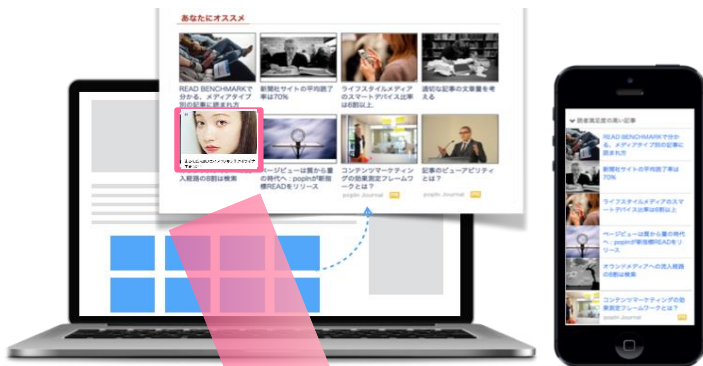 あなたにオススメ
READ BENCHMARKで
分かる、メディアタイプ
別の記事に読まれ方
新聞社サイトの平均読了
率は70%
ライフスタイルメディア
のスマートデバイス比率
は6割以上
適切な記事の文章量を考
える
入経路の8割は検索
ページビューは質から量
の時代へ：popInが新指
標READをリリース
コンテンツマーケティン
グの効果測定フレームワ
ークとは？
popIn Journal
PR
記事のビューアビリティ
とは？
popIn Journal
PR
読者満足度の高い記事
READ BENCHMARKで分か
る、メディアタイプ別の記事に
読まれ方
新聞社サイトの平均読了率は
70%
ライフスタイルメディアのスマ
ートデバイス比率は6割以上
ページビューは質から量の時代
へ：popInが新指標READをリ
リース
オウンドメディアへの流入経路
の8割は検索
コンテンツマーケティングの効
果測定フレームワークとは？
popIn Journal
PR